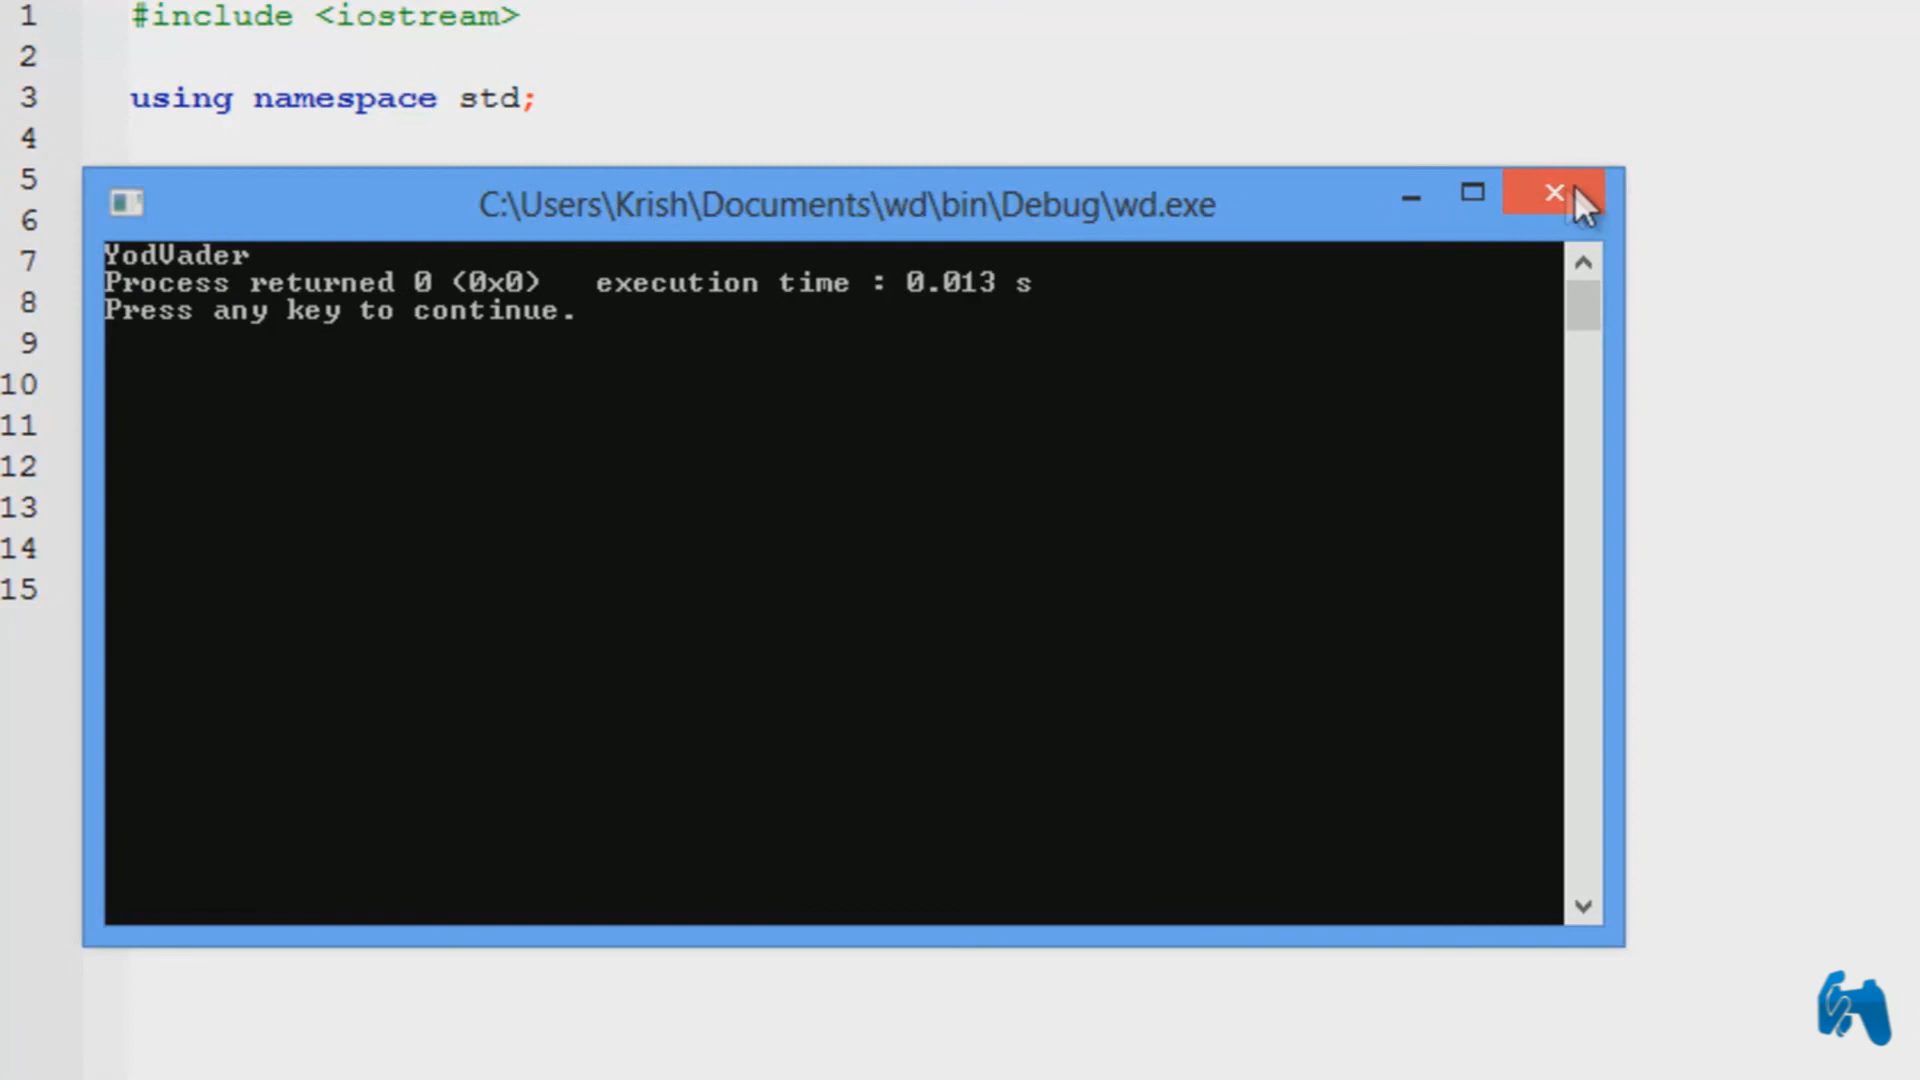 1 #include <iostream>
2
3 using namespace std;
4
5
6
7
8
9
10
11
12
13
14
15
C:\Users\Krish\Documents\wd\bin\Debug\wd.exe
YodVader
Process returned 0 (0x0)   execution time : 0.013 s
Press any key to continue.